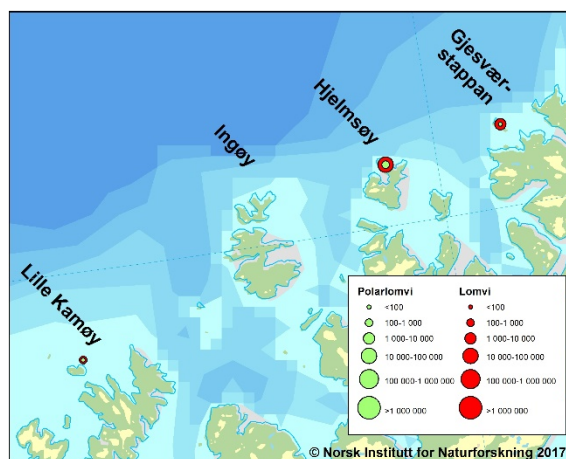 Gjesvær-
stappan
Hjelmsøy
Ingøy
Lille Kamøy
Polarlomvi Lomvi
<100 <100
100-1 000 100-1 000
1 000-10 000 1 000-10 000
10 000-100 000 10 000-100 000
100 000-1 000 000 100 000-1 000 000
>1 000 000 >1 000 000
© Norsk Institutt for Naturforskning 2017